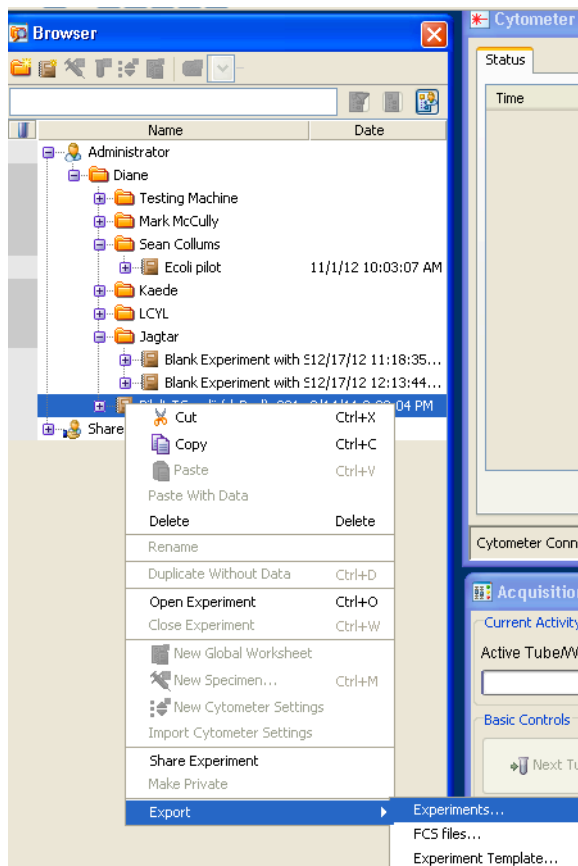 Browser
Cytometer
Status
Time
Name Date
Administrator
Diane
Testing Machine
Mark McCully
Sean Collums
Ecoli pilot 11/1/12 10:03:07 AM
Kaede
LCYL
Jagtar
Blank Experiment with S12/17/12 11:18:35...
Blank Experiment with S12/17/12 12:13:44...
04 PM
Share
Cut Ctrl+X
Copy Ctrl+C
Paste Ctrl+V
Paste With Data
Delete Delete
Rename
Duplicate Without Data Ctrl+D
Open Experiment Ctrl+O
Close Experiment Ctrl+W
New Global Worksheet
New Specimen... Ctrl+M
New Cytometer Settings
Import Cytometer Settings
Share Experiment
Make Private
Export
Experiments...
FCS files...
Experiment Template...
Cytometer Conn
Acquisition
Current Activity
Active Tube/W
Basic Controls
Next Tu